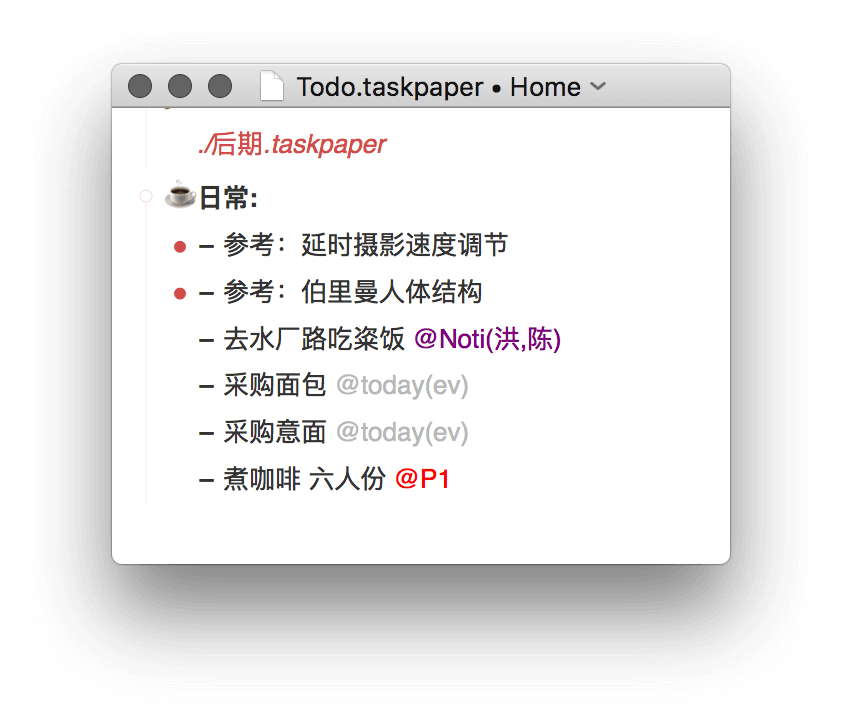 Todo.taskpaper • Home
./后期.taskpaper
☕日常:
– 参考：延时摄影速度调节
– 参考：伯里曼人体结构
– 去水厂路吃粢饭 @Noti(洪,陈)
– 采购面包 @today(ev)
– 采购意面 @today(ev)
– 煮咖啡 六人份 @P1